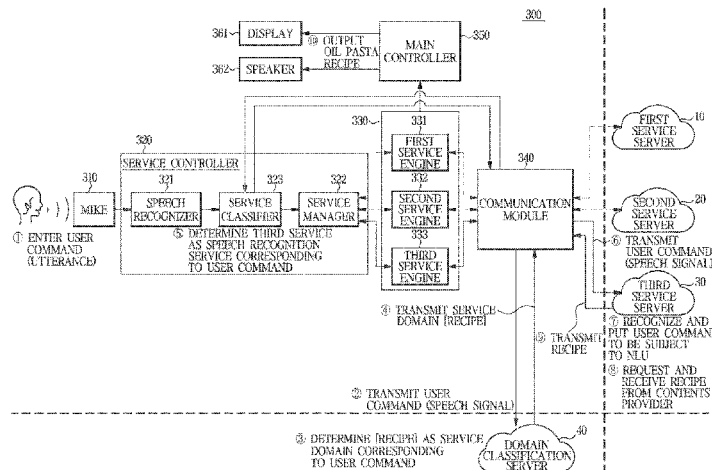 300
361
DISPLAY
362
SPEAKER
⑩ OUTPUT
OIL PASTA
RECIPE
MAIN
CONTROLLER
350
320
SERVICE CONTROLLER
310
MIKE
321
SPEECH
RECOGNIZER
323
SERVICE
CLASSIFIER
322
SERVICE
MANAGER
330
331
FIRST
SERVICE
ENGINE
332
SECOND
SERVICE
ENGINE
333
THIRD
SERVICE
ENGINE
340
COMMUNICATION
MODULE
10
FIRST
SERVICE
SERVER
20
SECOND
SERVICE
SERVER
30
THIRD
SERVICE
SERVER
① ENTER USER
COMMAND
(UTTERANCE)
⑤ DETERMINE THIRD SERVICE
AS SPEECH RECOGNITION
SERVICE CORRESPONDING
TO USER COMMAND
⑥ TRANSMIT
USER COMMAND
(SPEECH SIGNAL)
④ TRANSMIT SERVICE
DOMAIN [RECIPE]
⑨ TRANSMIT
RECIPE
⑦ RECOGNIZE AND
PUT USER COMMAN
TO BE SUBJECT
TO NLU
⑧ REQUEST AND
RECEIVE RECIPE
FROM CONTENTS
PROVIDER
② TRANSMIT USER
COMMAND (SPEECH SIGNAL)
③ DETERMINE [RECIPE] AS SERVICE
DOMAIN CORRESPONDING
TO USER COMMAND
40
DOMAIN
CLASSIFICATION
SERVER